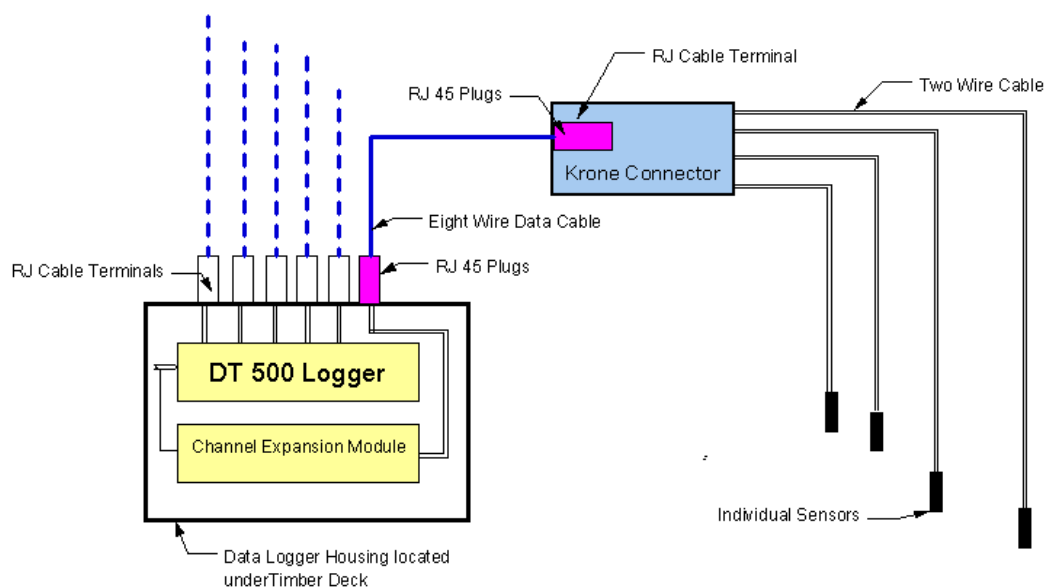 RJ Cable Terminal
RJ 45 Plugs
Two Wire Cable
Krone Connector
Eight Wire Data Cable
RJ Cable Terminals
RJ 45 Plugs
DT 500 Logger
Channel Expansion Module
Individual Sensors
Data Logger Housing located
underTimber Deck